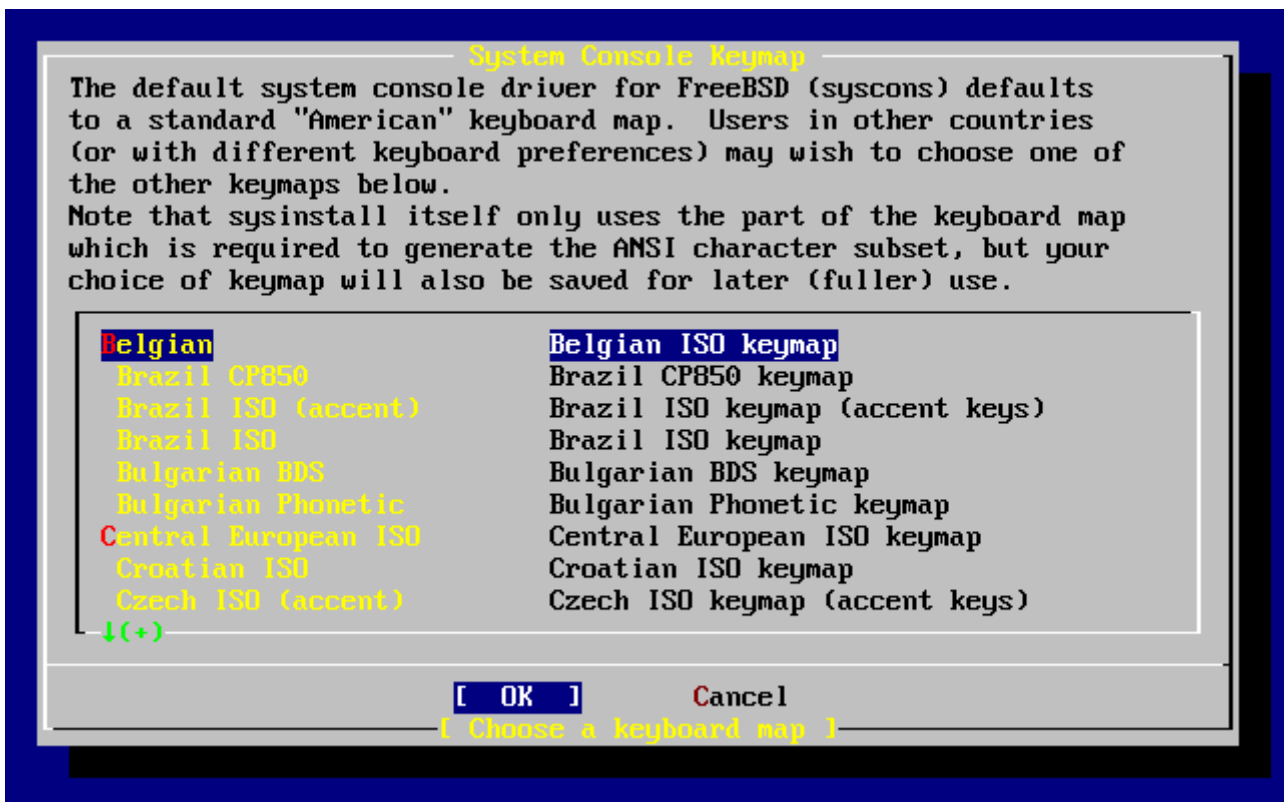 System Console Keymap
The default system console driver for FreeBSD (syscons) defaults
to a standard "American" keyboard map.  Users in other countries
(or with different keyboard preferences) may wish to choose one of
the other keymaps below.
Note that sysinstall itself only uses the part of the keyboard map
which is required to generate the ANSI character subset, but your
choice of keymap will also be saved for later (fuller) use.
Belgian Belgian ISO keymap
Brazil CP850 Brazil CP850 keymap
Brazil ISO (accent) Brazil ISO keymap (accent keys)
Brazil ISO Brazil ISO keymap
Bulgarian BDS Bulgarian BDS keymap
Bulgarian Phonetic Bulgarian Phonetic keymap
Central European ISO Central European ISO keymap
Croatian ISO Croatian ISO keymap
Czech ISO (accent) Czech ISO keymap (accent keys)
↓(+)
[ OK ] Cancel
[ Choose a keyboard map ]